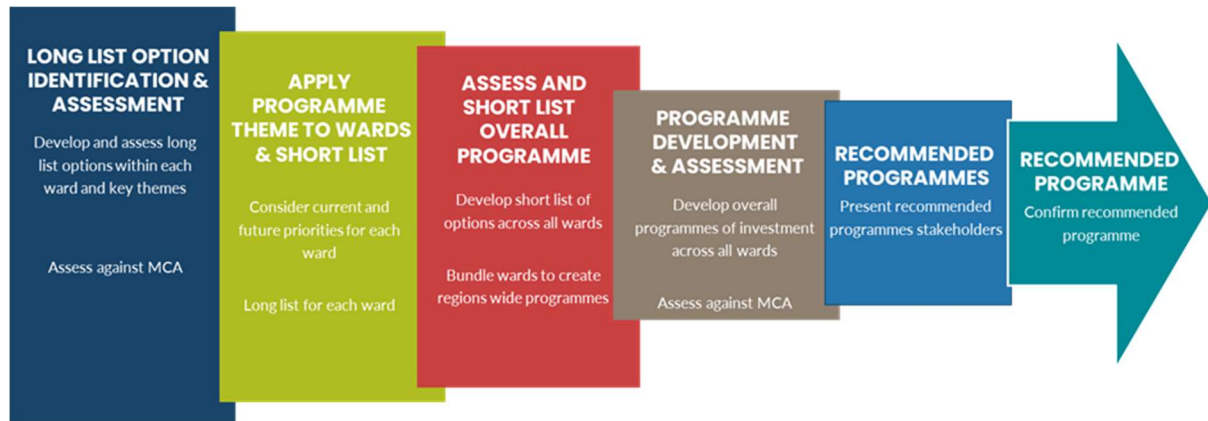 LONG LIST OPTION
IDENTIFICATION &
ASSESSMENT
Develop and assess long
list options within each
ward and key themes
Assess against MCA
APPLY
PROGRAMME
THEME TO WARDS
& SHORT LIST
Consider current and
future priorities for each
ward
Long list for each ward
ASSESS AND
SHORT LIST
OVERALL
PROGRAMME
Develop short list of
options across all wards
Bundle wards to create
regions wide programmes
PROGRAMME
DEVELOPMENT
& ASSESSMENT
Develop overall
programmes of investment
across all wards
Assess against MCA
RECOMMENDED
PROGRAMMES
Present recommended
programmes stakeholders
RECOMMENDED
PROGRAMME
Confirm recommended
programme